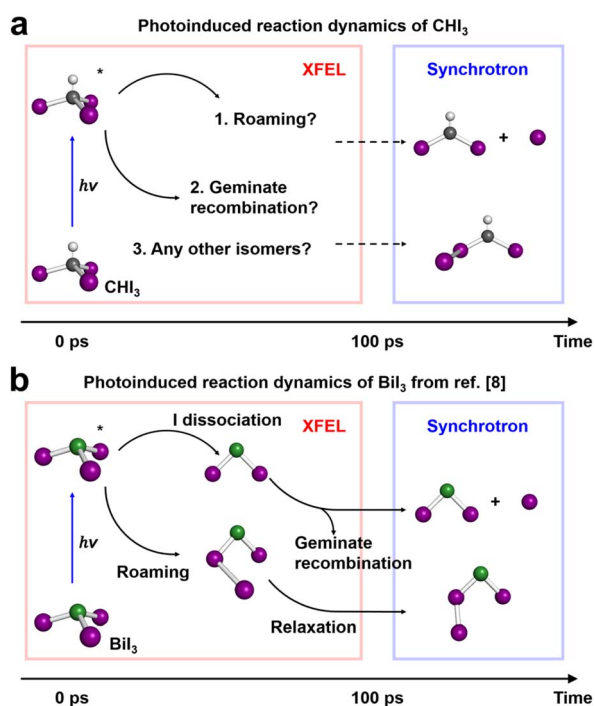 a
Photoinduced reaction dynamics of CHI₃
XFEL
Synchrotron
*
1. Roaming?
+
hν
2. Geminate
recombination?
3. Any other isomers?
CHI₃
0 ps
100 ps
Time
b
Photoinduced reaction dynamics of BiI₃ from ref. [8]
I dissociation
XFEL
Synchrotron
*
+
hν
Geminate
recombination
Roaming
Relaxation
BiI₃
0 ps
100 ps
Time